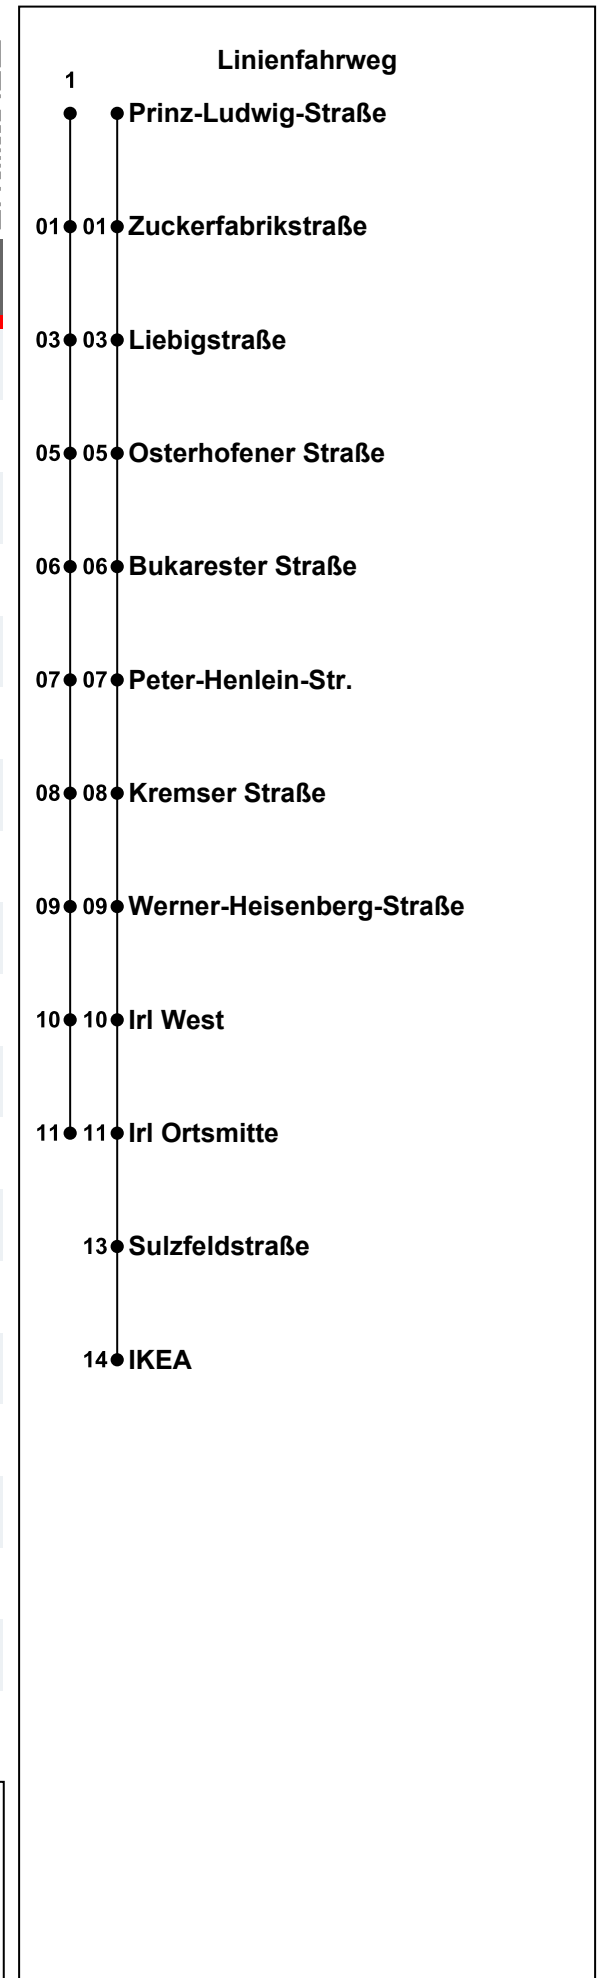 Linienfahrweg
1
Prinz-Ludwig-Straße
01 01 Zuckerfabrikstraße
03 03 Liebigstraße
05 05 Osterhofener Straße
06 06 Bukarester Straße
07 07 Peter-Henlein-Str.
08 08 Kremser Straße
09 09 Werner-Heisenberg-Straße
10 10 Irl West
11 11 Irl Ortsmitte
13 Sulzfeldstraße
14 IKEA